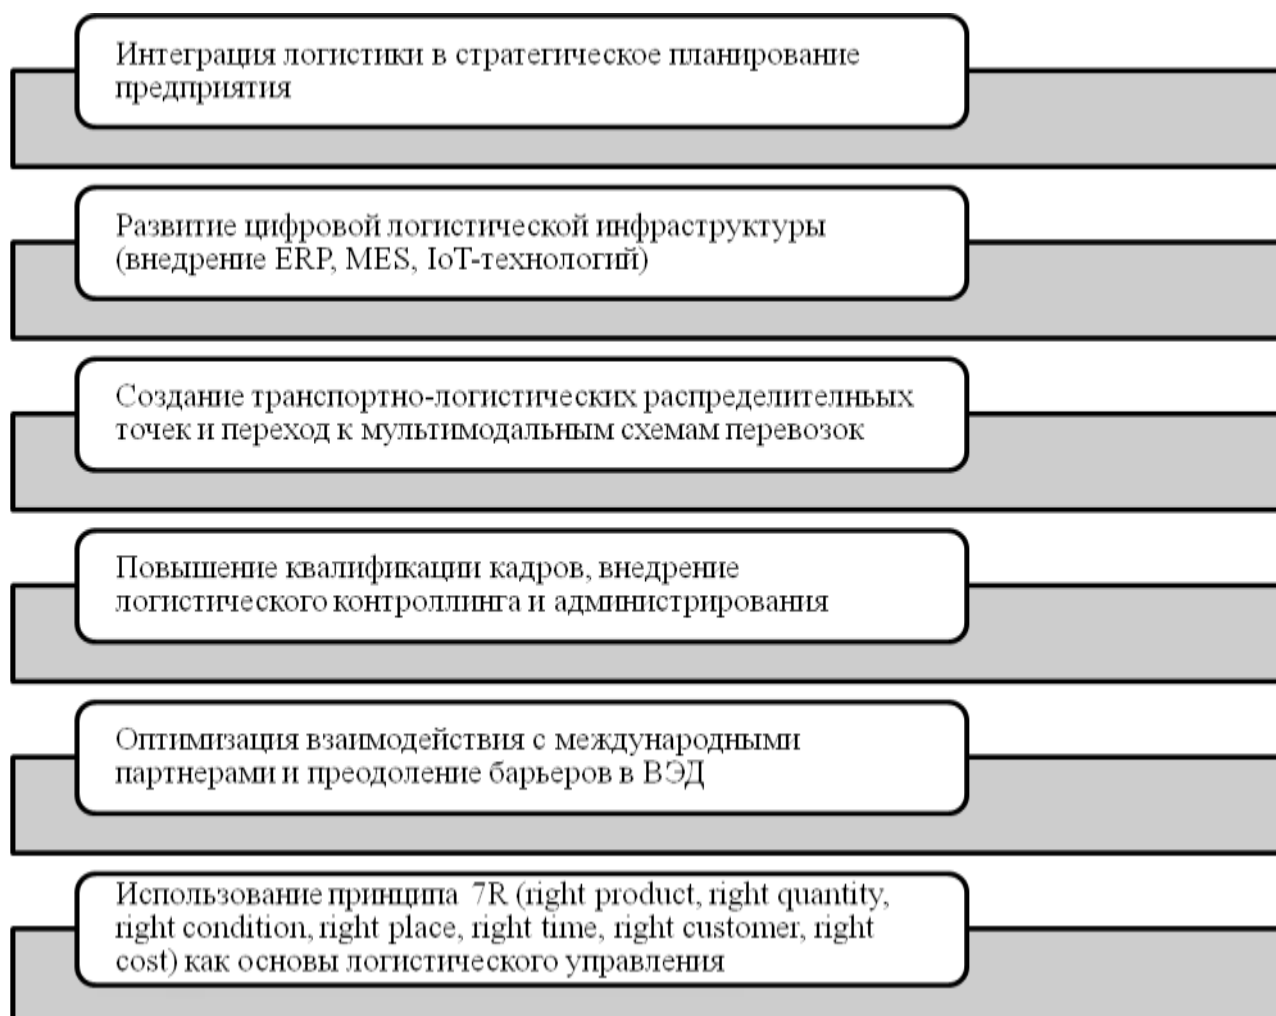 Интеграция логистики в стратегическое планирование
предприятия
Развитие цифровой логистической инфраструктуры
(внедрение ERP, MES, IoT-технологий)
Создание транспортно-логистических распределителньых
точек и переход к мультимодальным схемам перевозок
Повышение квалификации кадров, внедрение
логистического контроллинга и администрирования
Оптимизация взаимодействия с международными
партнерами и преодоление барьеров в ВЭД
Использование принципа 7R (right product, right quantity,
right condition, right place, right time, right customer, right
cost) как основы логистического управления